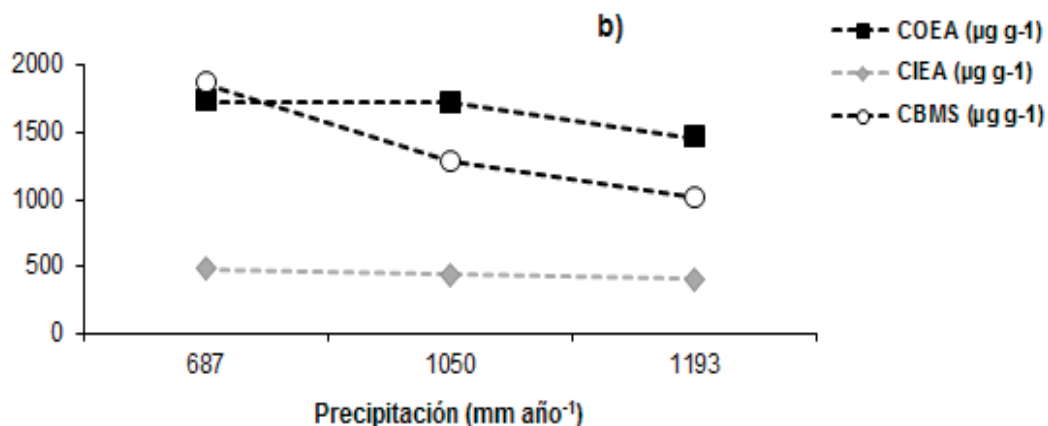 b)
COEA (µg g-1)
CIEA (µg g-1)
CBMS (µg g-1)
2000
1500
1000
500
0
687 1050 1193
Precipitación (mm año⁻¹)